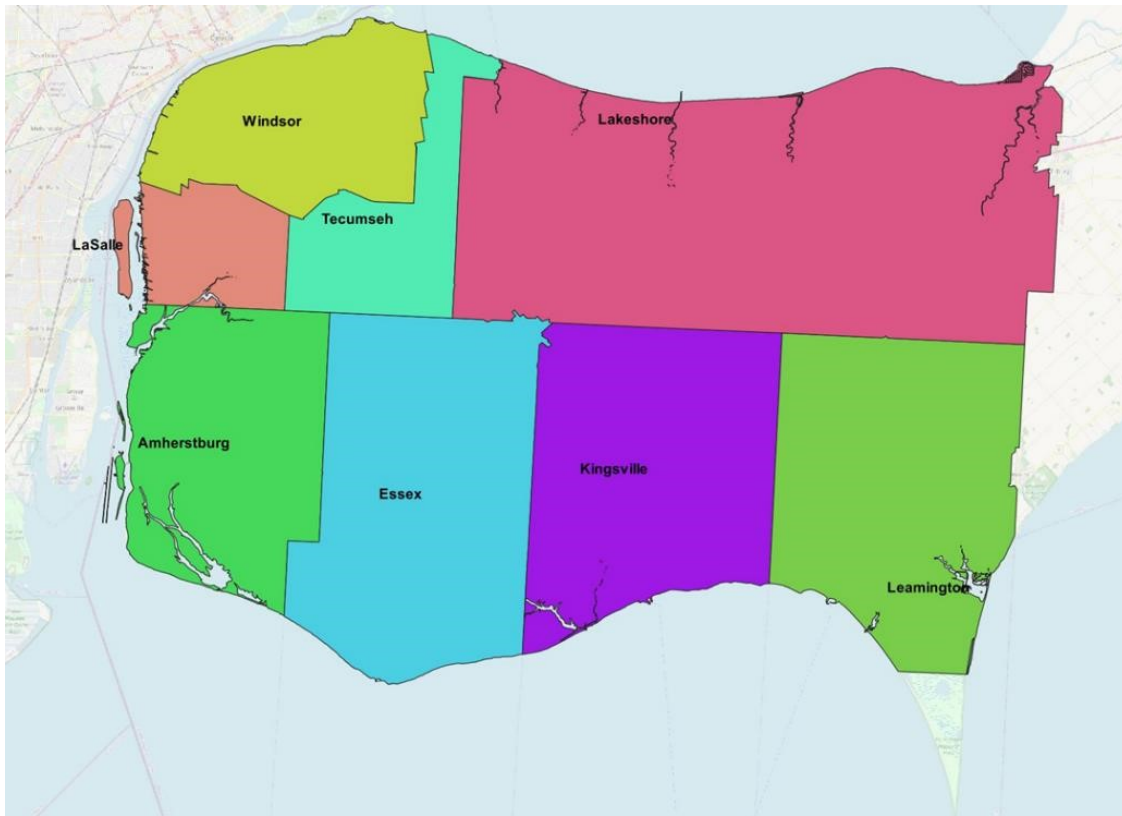 Windsor
Lakeshore
Tecumseh
LaSalle
Amherstburg
Kingsville
Essex
Leamington